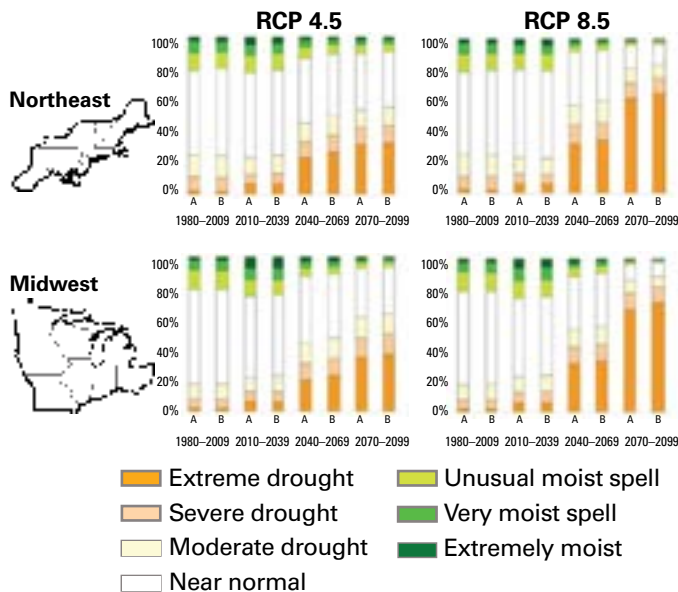 RCP 4.5 RCP 8.5
Northeast
100% 100%
80% 80%
60% 60%
40% 40%
20% 20%
0% 0%
A B A B A B A B A B A B A B A B
1980–2009 2010–2039 2040–2069 2070–2099 1980–2009 2010–2039 2040–2069 2070–2099
Midwest
100% 100%
80% 80%
60% 60%
40% 40%
20% 20%
0% 0%
A B A B A B A B A B A B A B A B
1980–2009 2010–2039 2040–2069 2070–2099 1980–2009 2010–2039 2040–2069 2070–2099
Extreme drought Unusual moist spell
Severe drought Very moist spell
Moderate drought Extremely moist
Near normal